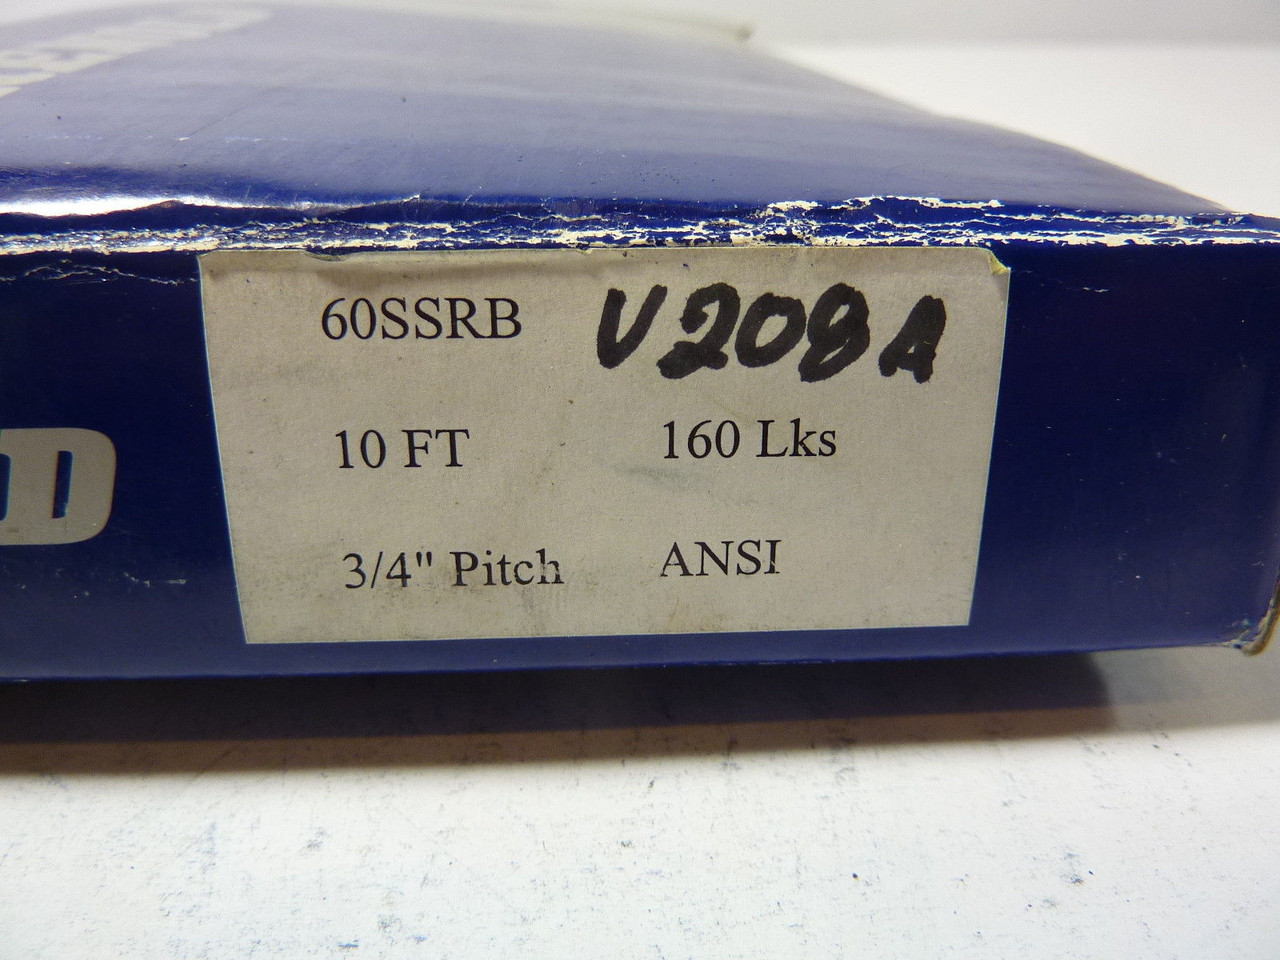 60SSRB V208A
10 FT 160 Lks
3/4" Pitch ANSI